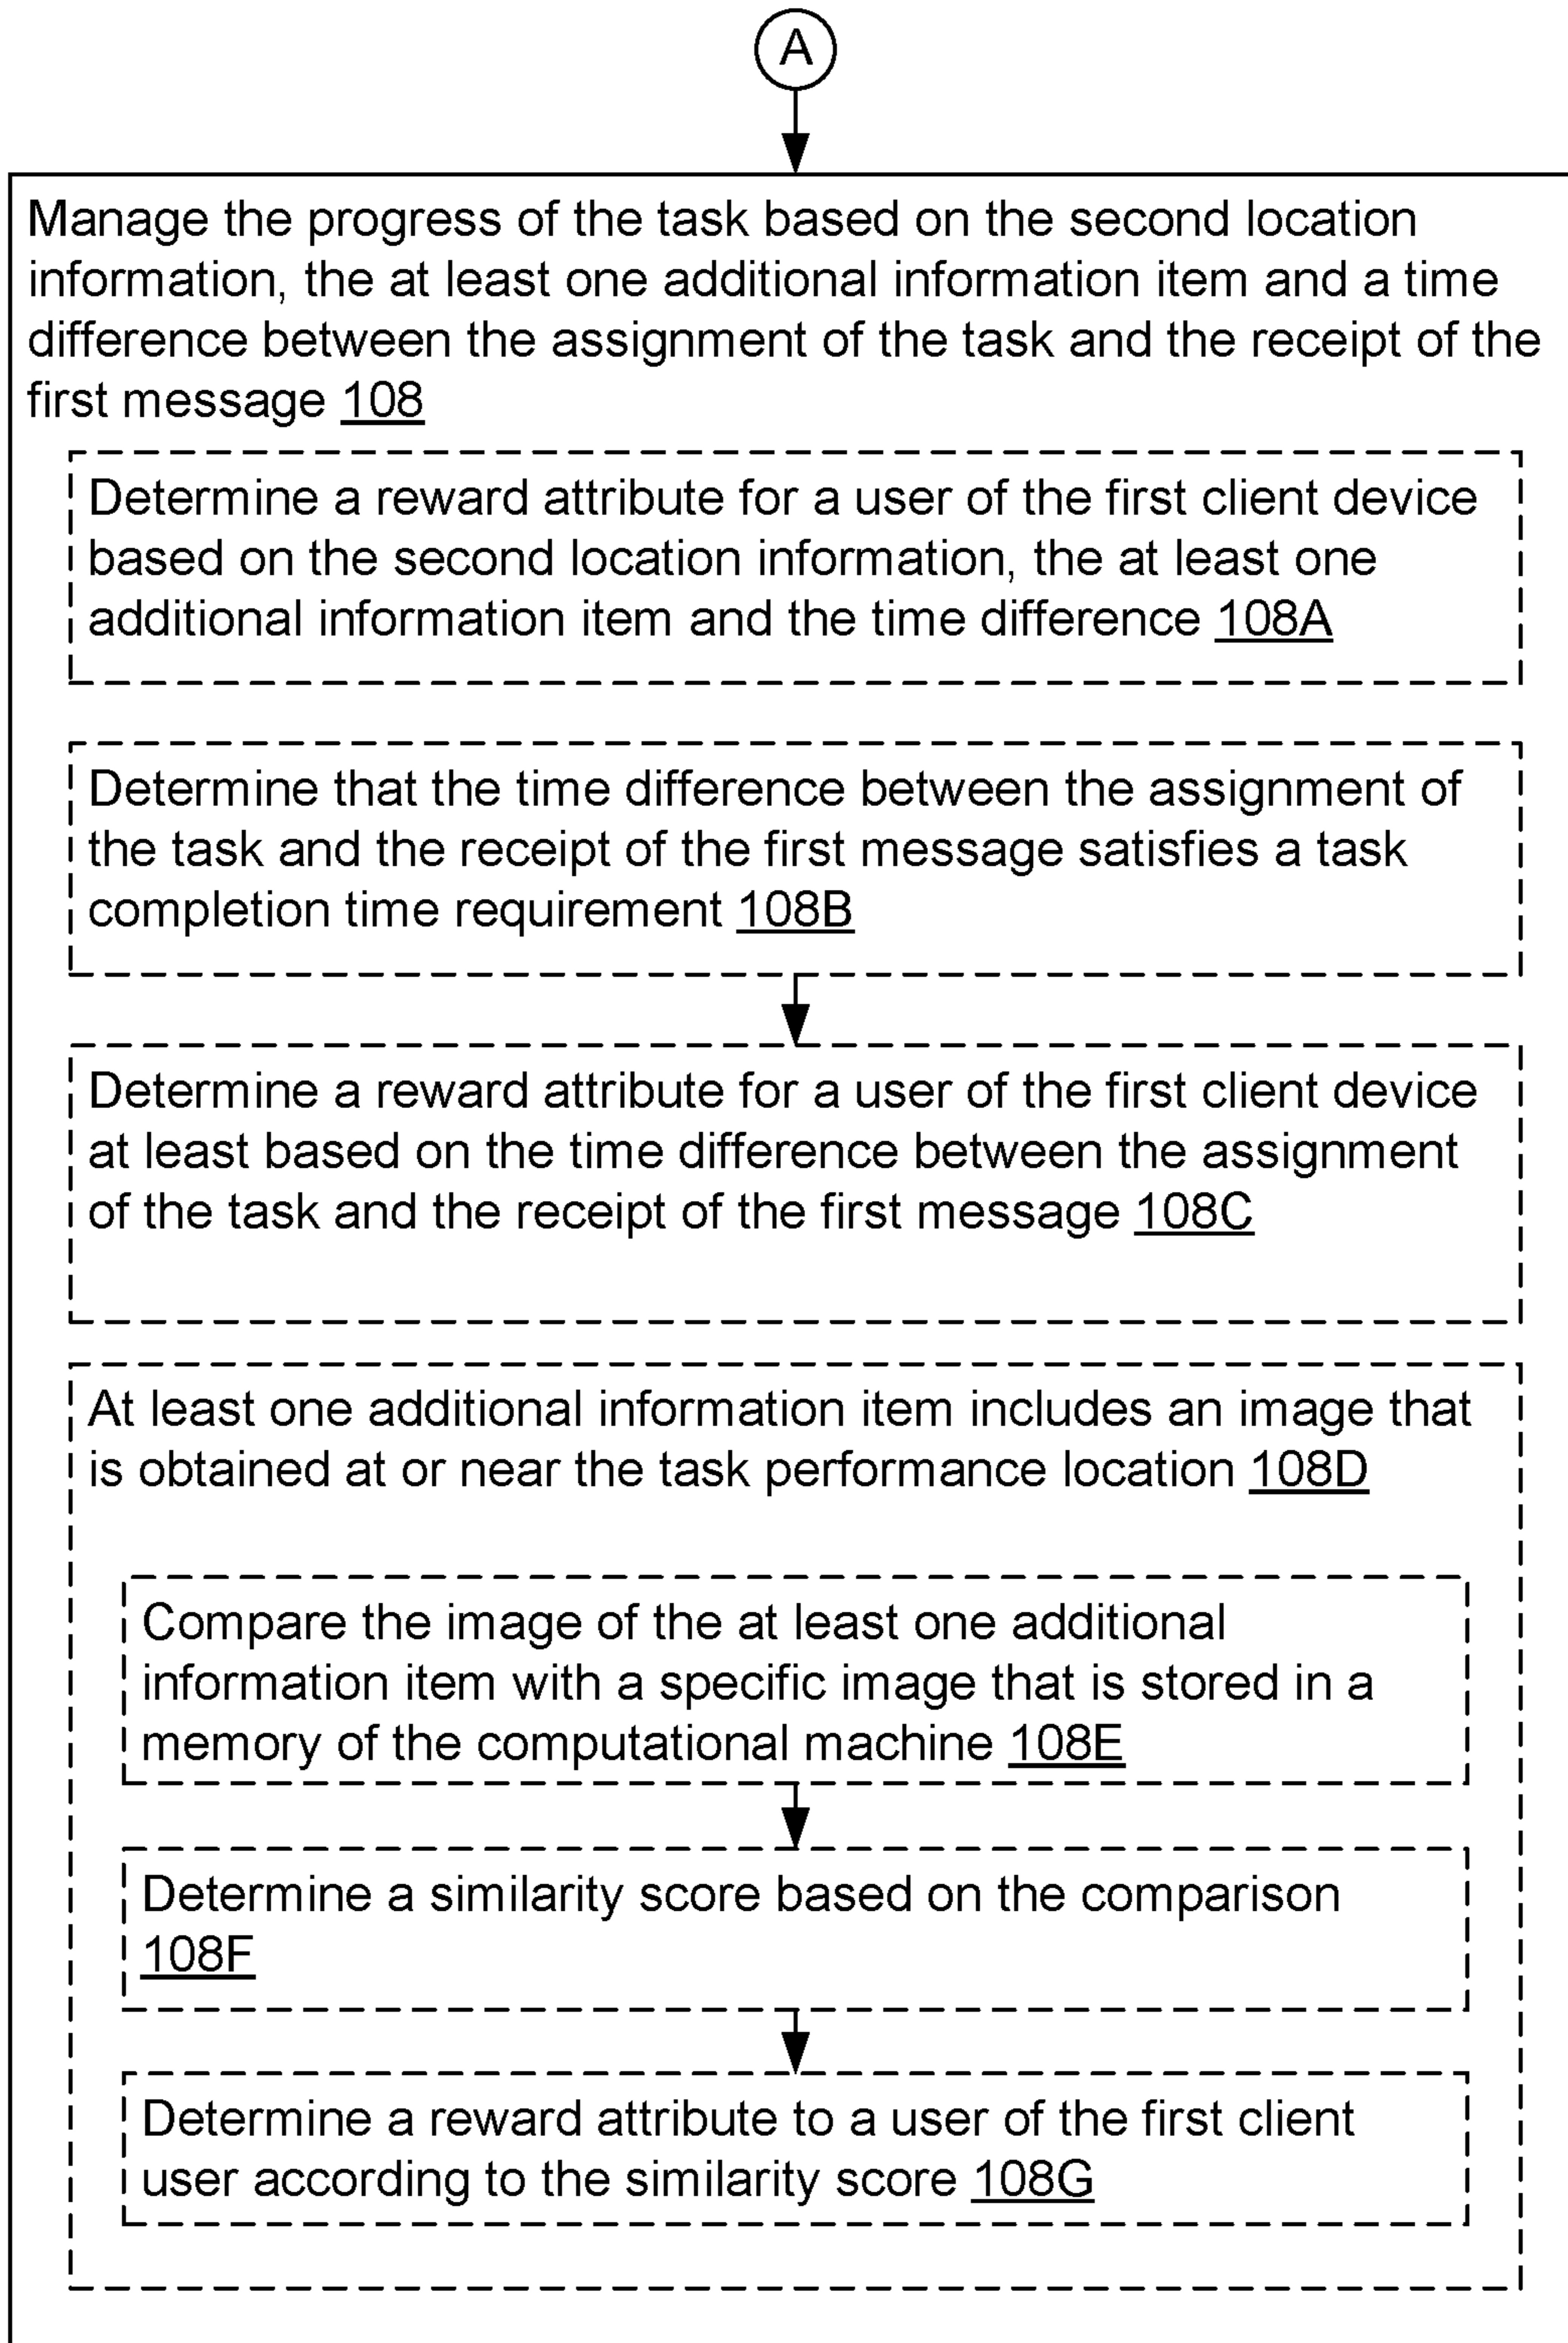 A
Manage the progress of the task based on the second location
information, the at least one additional information item and a time
difference between the assignment of the task and the receipt of the
first message 108
Determine a reward attribute for a user of the first client device
based on the second location information, the at least one
additional information item and the time difference 108A
Determine that the time difference between the assignment of
the task and the receipt of the first message satisfies a task
completion time requirement 108B
Determine a reward attribute for a user of the first client device
at least based on the time difference between the assignment
of the task and the receipt of the first message 108C
At least one additional information item includes an image that
is obtained at or near the task performance location 108D
Compare the image of the at least one additional
information item with a specific image that is stored in a
memory of the computational machine 108E
Determine a similarity score based on the comparison
108F
Determine a reward attribute to a user of the first client
user according to the similarity score 108G